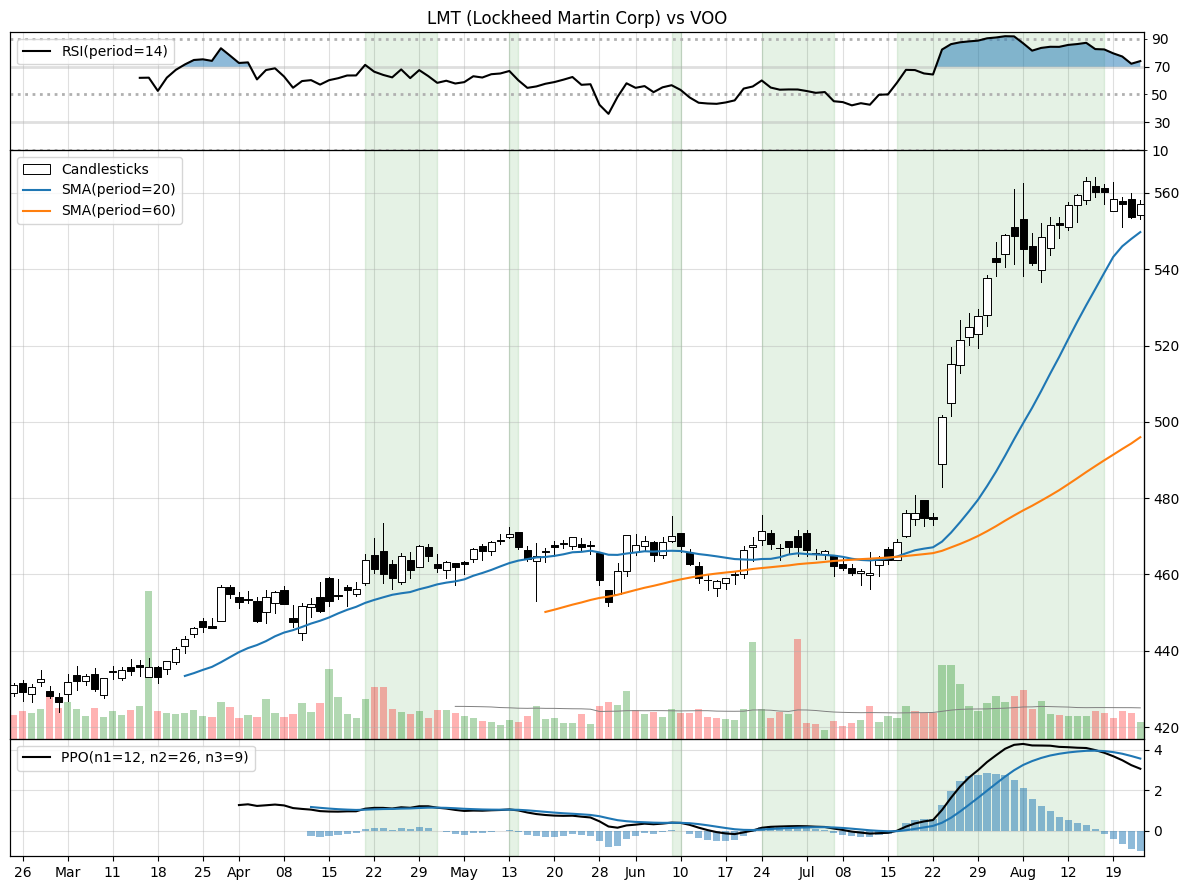 LMT (Lockheed Martin Corp) vs VOO
RSI(period=14)
90
70
50
30
10
Candlesticks
SMA(period=20)
SMA(period=60)
560
540
520
500
480
460
440
420
PPO(n1=12, n2=26, n3=9)
4
2
0
26 Mar 11 18 25 Apr 08 15 22 29 May 13 20 28 Jun 10 17 24 Jul 08 15 22 29 Aug 12 19